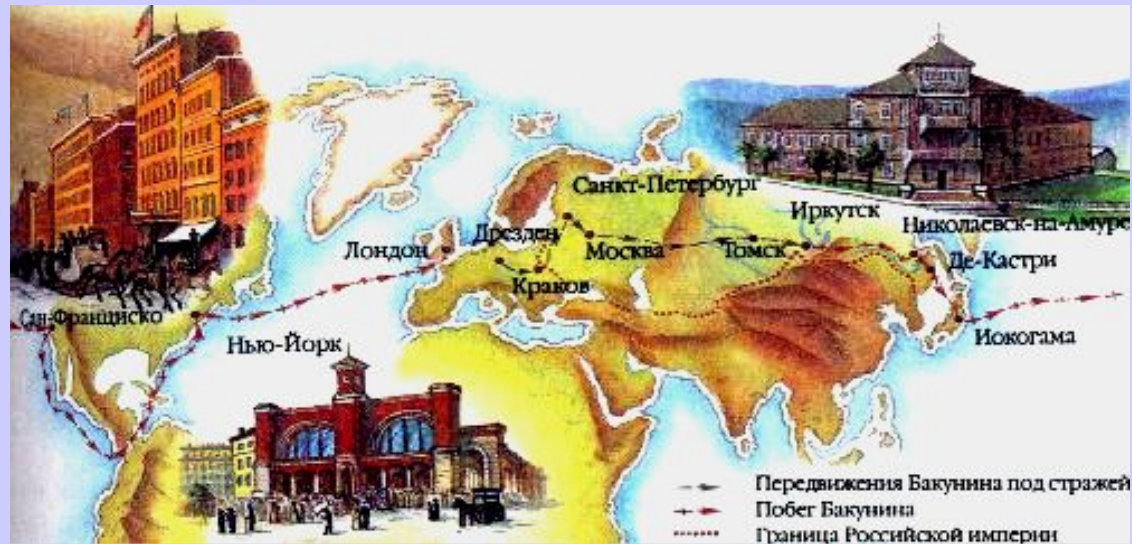 Санкт-Петербург
Иркутск
Николаевск-на-Амуре
Лондон
Дрезден
Москва
Томск
Де-Кастри
Краков
Сан-Франциско
Нью-Йорк
Иокогама
Передвижения Бакунина под стражей
Побег Бакунина
Граница Российской империи